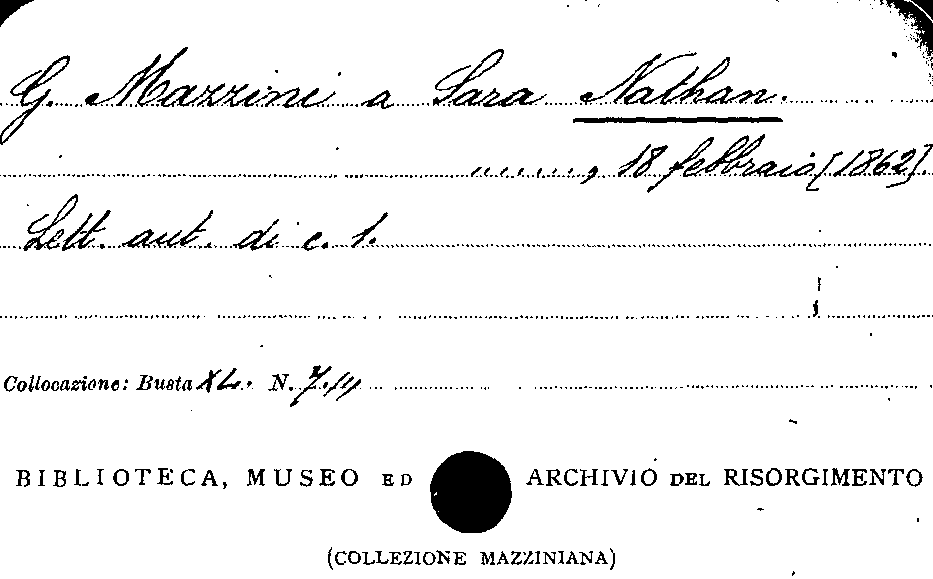 G. Mazzini a Sara Nathan.
......, 18 febbraio [1862].
Lett. aut. di c. 1.
Collocazione: Busta XL. N. 7.
BIBLIOTECA, MUSEO ED ARCHIVIO DEL RISORGIMENTO
(COLLEZIONE MAZZINIANA)